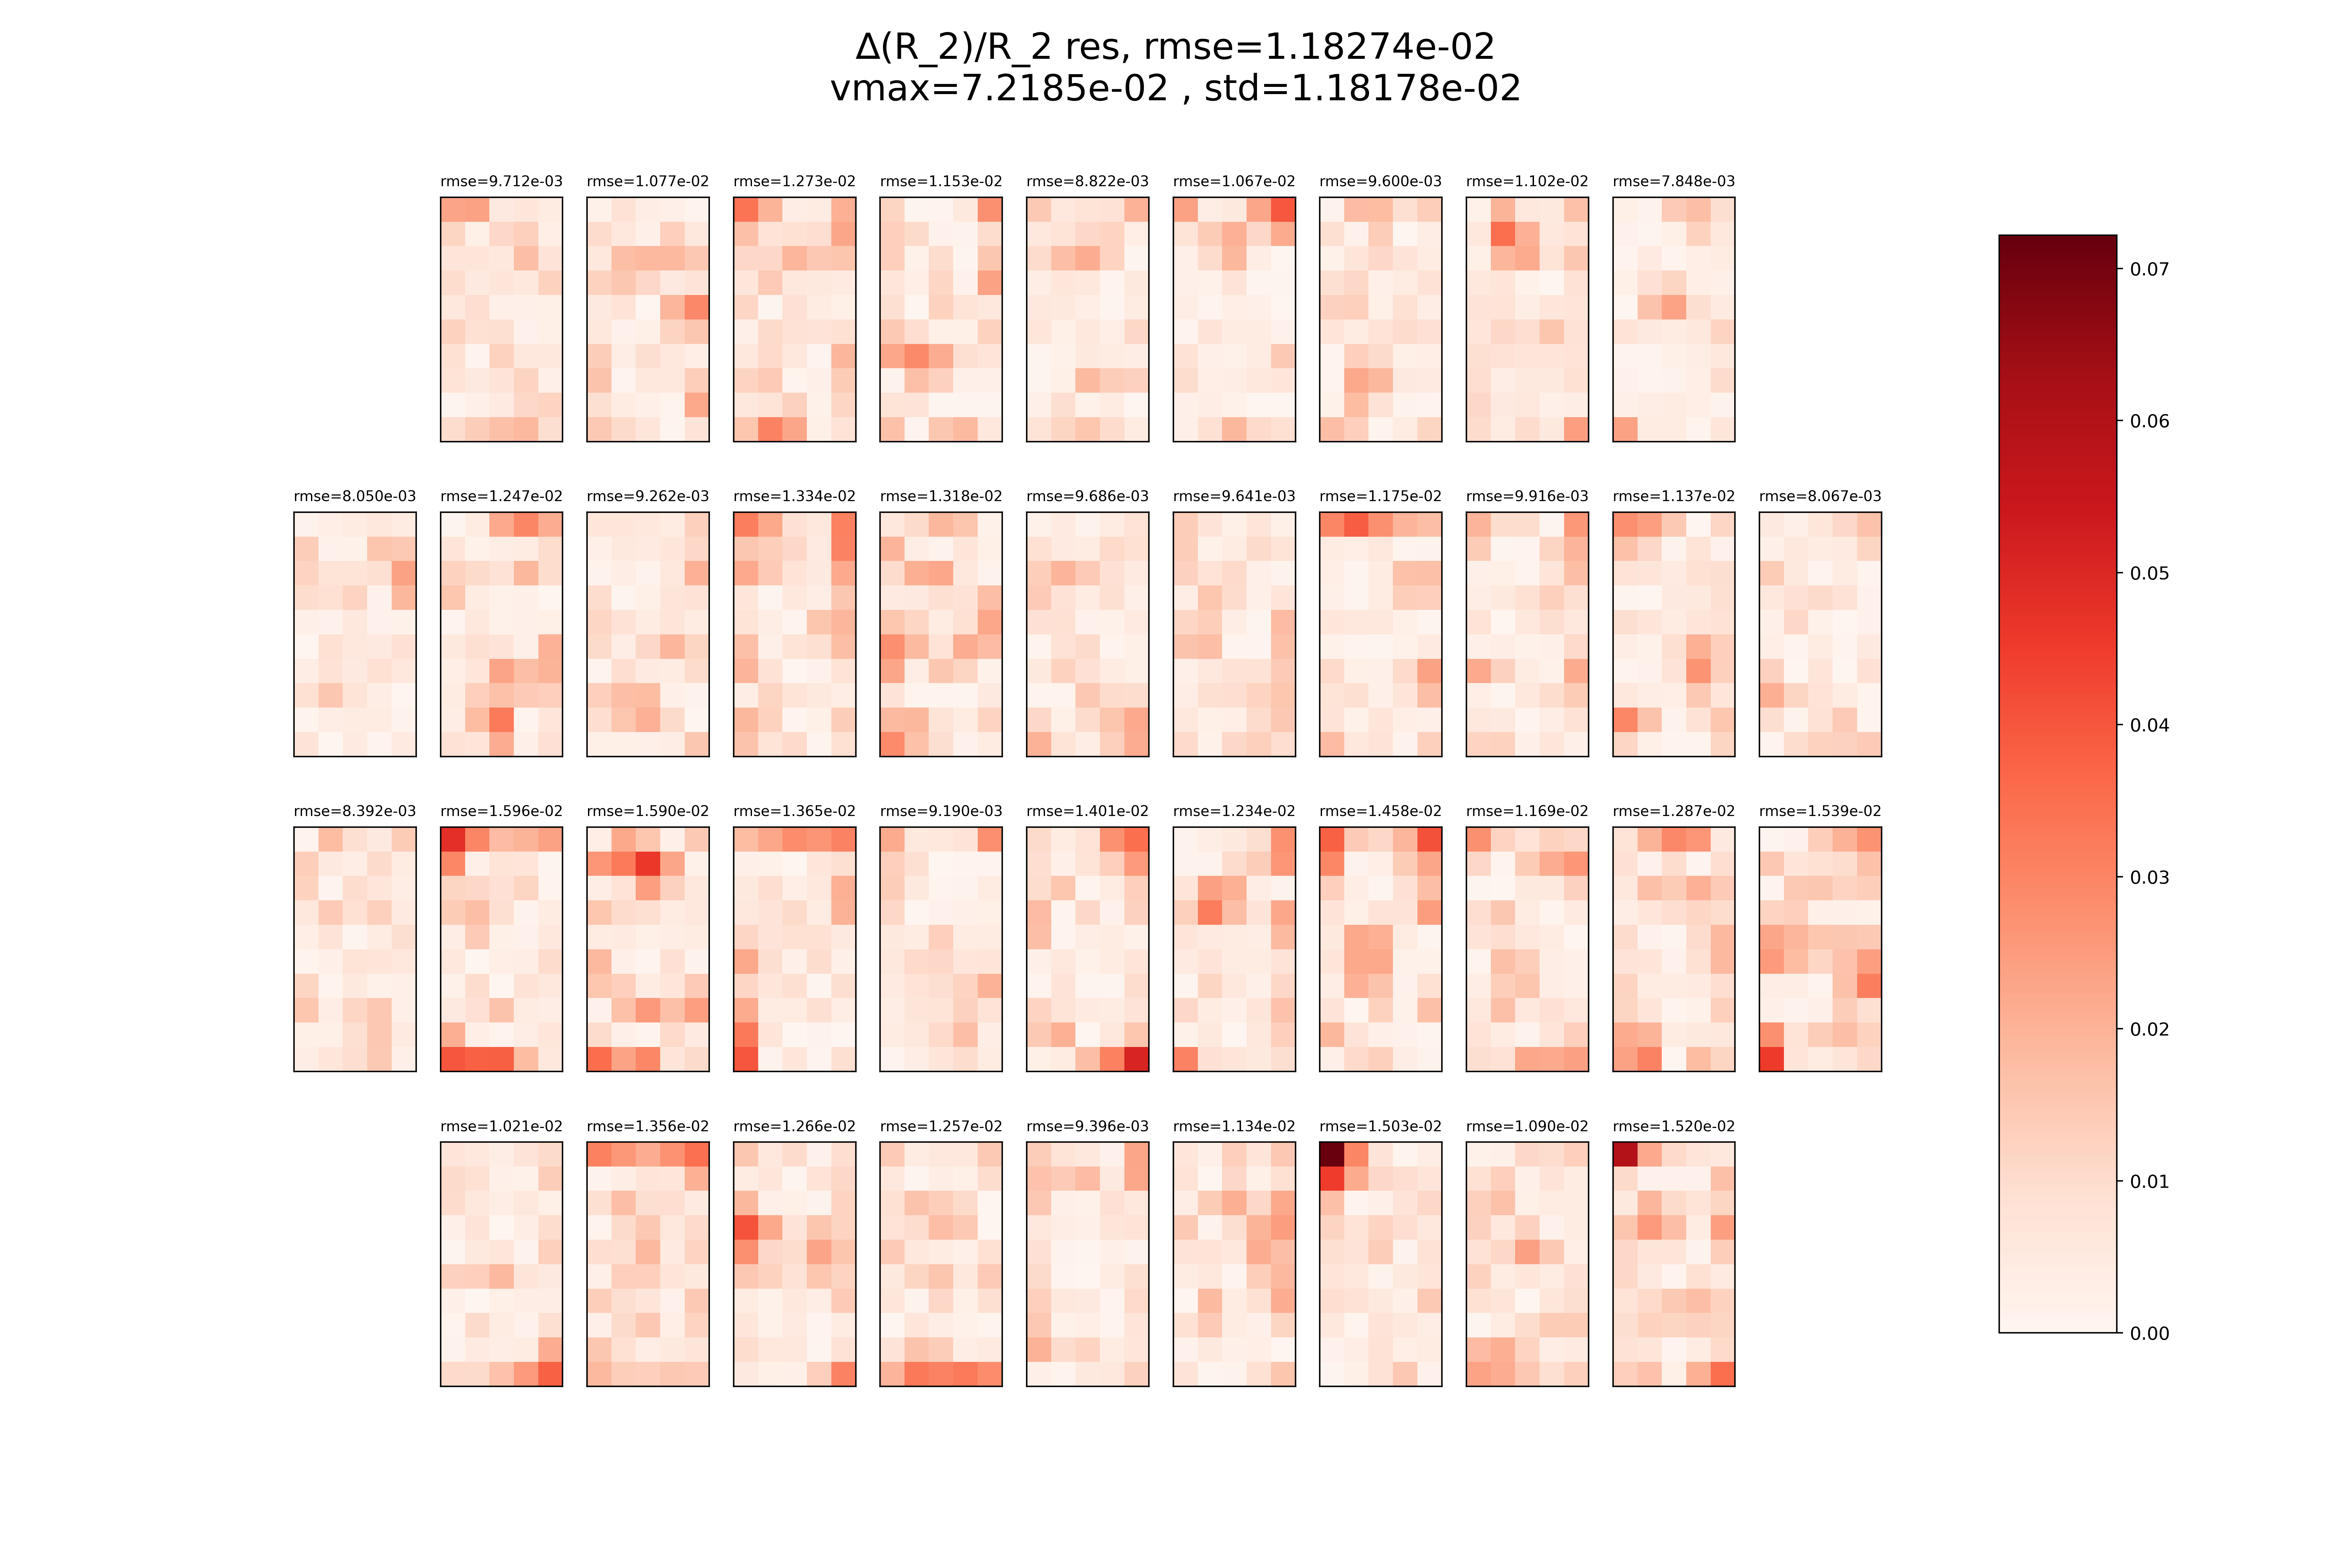 Δ(R_2)/R_2 res, rmse=1.18274e-02
vmax=7.2185e-02 , std=1.18178e-02
rmse=9.712e-03 rmse=1.077e-02 rmse=1.273e-02 rmse=1.153e-02 rmse=8.822e-03 rmse=1.067e-02 rmse=9.600e-03 rmse=1.102e-02 rmse=7.848e-03
rmse=8.050e-03 rmse=1.247e-02 rmse=9.262e-03 rmse=1.334e-02 rmse=1.318e-02 rmse=9.686e-03 rmse=9.641e-03 rmse=1.175e-02 rmse=9.916e-03 rmse=1.137e-02 rmse=8.067e-03
rmse=8.392e-03 rmse=1.596e-02 rmse=1.590e-02 rmse=1.365e-02 rmse=9.190e-03 rmse=1.401e-02 rmse=1.234e-02 rmse=1.458e-02 rmse=1.169e-02 rmse=1.287e-02 rmse=1.539e-02
rmse=1.021e-02 rmse=1.356e-02 rmse=1.266e-02 rmse=1.257e-02 rmse=9.396e-03 rmse=1.134e-02 rmse=1.503e-02 rmse=1.090e-02 rmse=1.520e-02
0.07
0.06
0.05
0.04
0.03
0.02
0.01
0.00